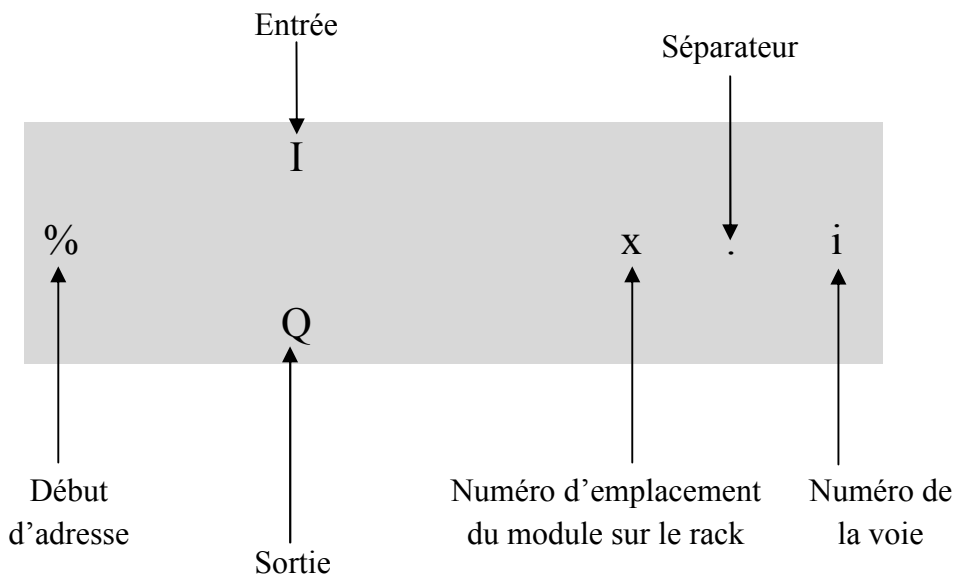 Entrée
Séparateur
I
% x . i
Q
Début
d’adresse
Numéro d’emplacement
du module sur le rack
Numéro de
la voie
Sortie